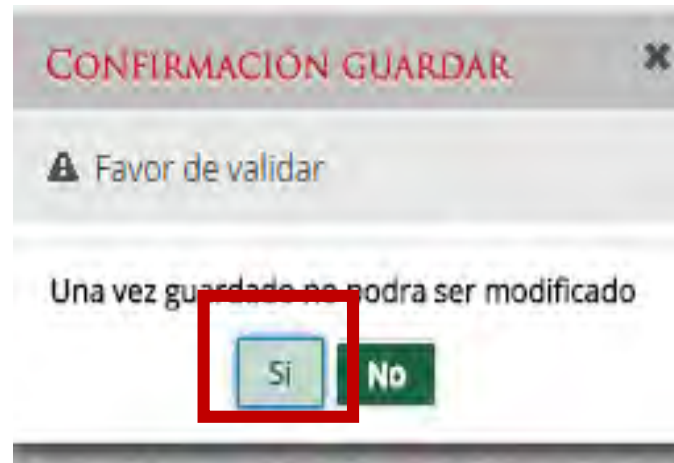 CONFIRMACIÓN GUARDAR
Favor de validar
Una vez guardado no podra ser modificado
Si No